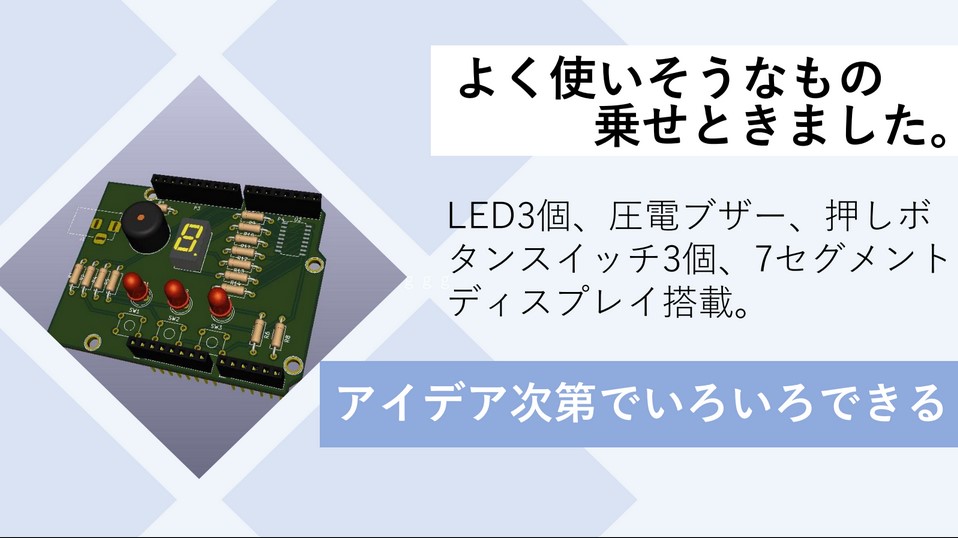 よく使いそうなもの
乗せときました。
LED3個、圧電ブザー、押しボ
タンスイッチ3個、7セグメント
ディスプレイ搭載。
アイデア次第でいろいろできる
SW1
SW2
SW3